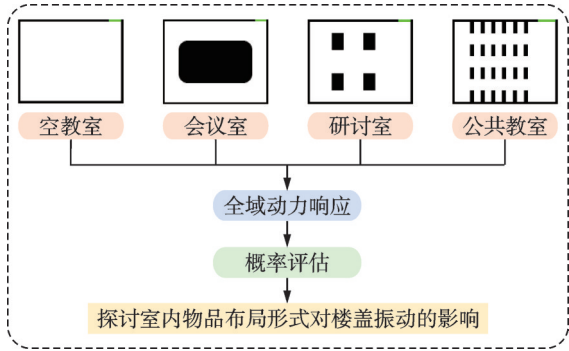 空教室
会议室
研讨室
公共教室
全域动力响应
概率评估
探讨室内物品布局形式对楼盖振动的影响